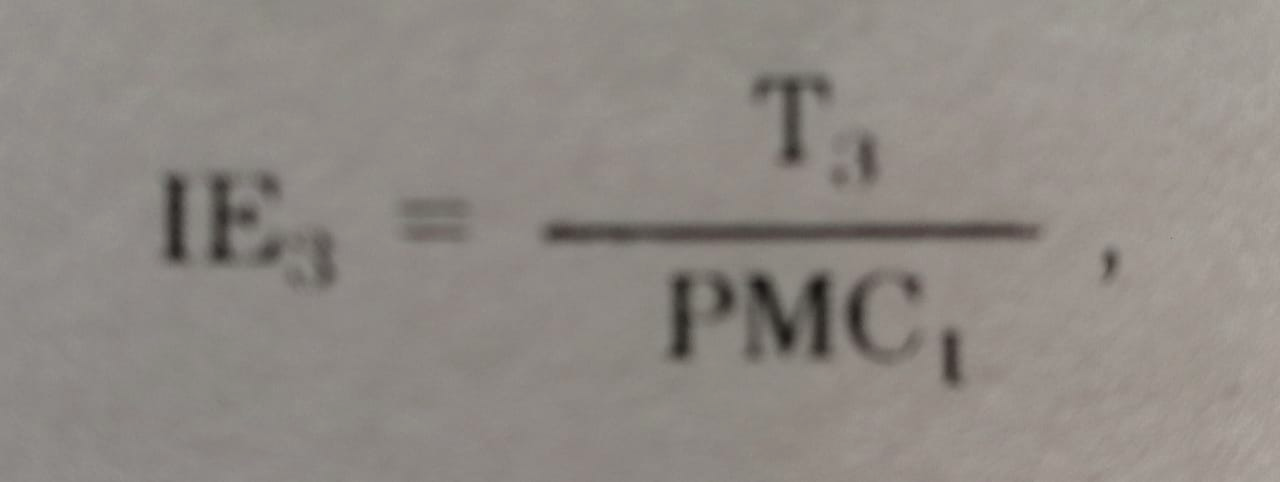 IE₃ = T₃ / PMC₁ ,